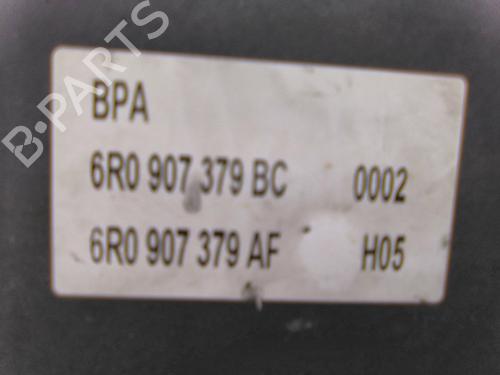 B-PARTS
BPA
6R0 907 379 BC 0002
6R0 907 379 AF H05